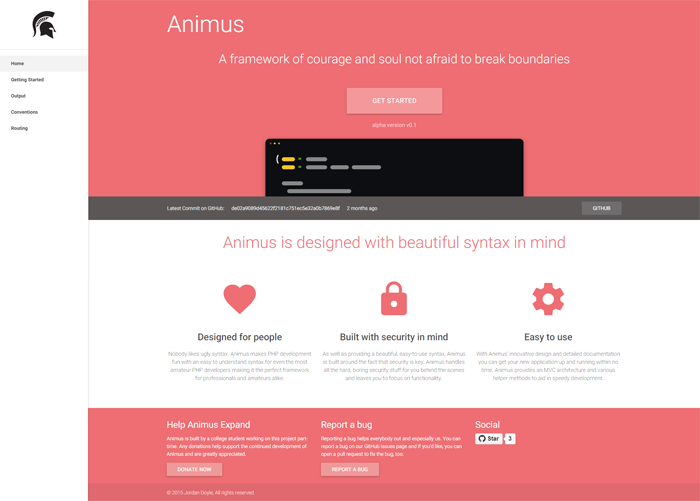 Home
Getting Started
Output
Conventions
Routing
Animus
A framework of courage and soul not afraid to break boundaries
GET STARTED
alpha version v0.1
Latest Commit on GitHub: 2 months ago
GITHUB
Animus is designed with beautiful syntax in mind
Designed for people
Nobody likes ugly syntax. Animus makes PHP development
fun with an easy to understand syntax for even the most
amateur PHP developers making it the perfect framework
for professionals and amateurs alike.
Built with security in mind
As well as providing a beautiful, easy-to-use syntax, Animus
is built around the fact that security is key. Animus handles
all the hard, boring security stuff for you behind the scenes
and leaves you to focus on functionality.
Easy to use
With Animus' innovative design and detailed documentation
you can get your new application up and running within no
time. Animus provides an MVC architecture and various
helper methods to aid in speedy development.
Help Animus Expand
Animus is built by a college student working on this project part-
time. Any donations help support the continued development of
Animus and are greatly appreciated.
DONATE NOW
Report a bug
Reporting a bug helps everybody out and especially us. You can
report a bug on our GitHub issues page and if you'd like, you can
open a pull request to fix the bug, too.
REPORT A BUG
Social
Star 3
© 2015 Jordan Doyle, All rights reserved.